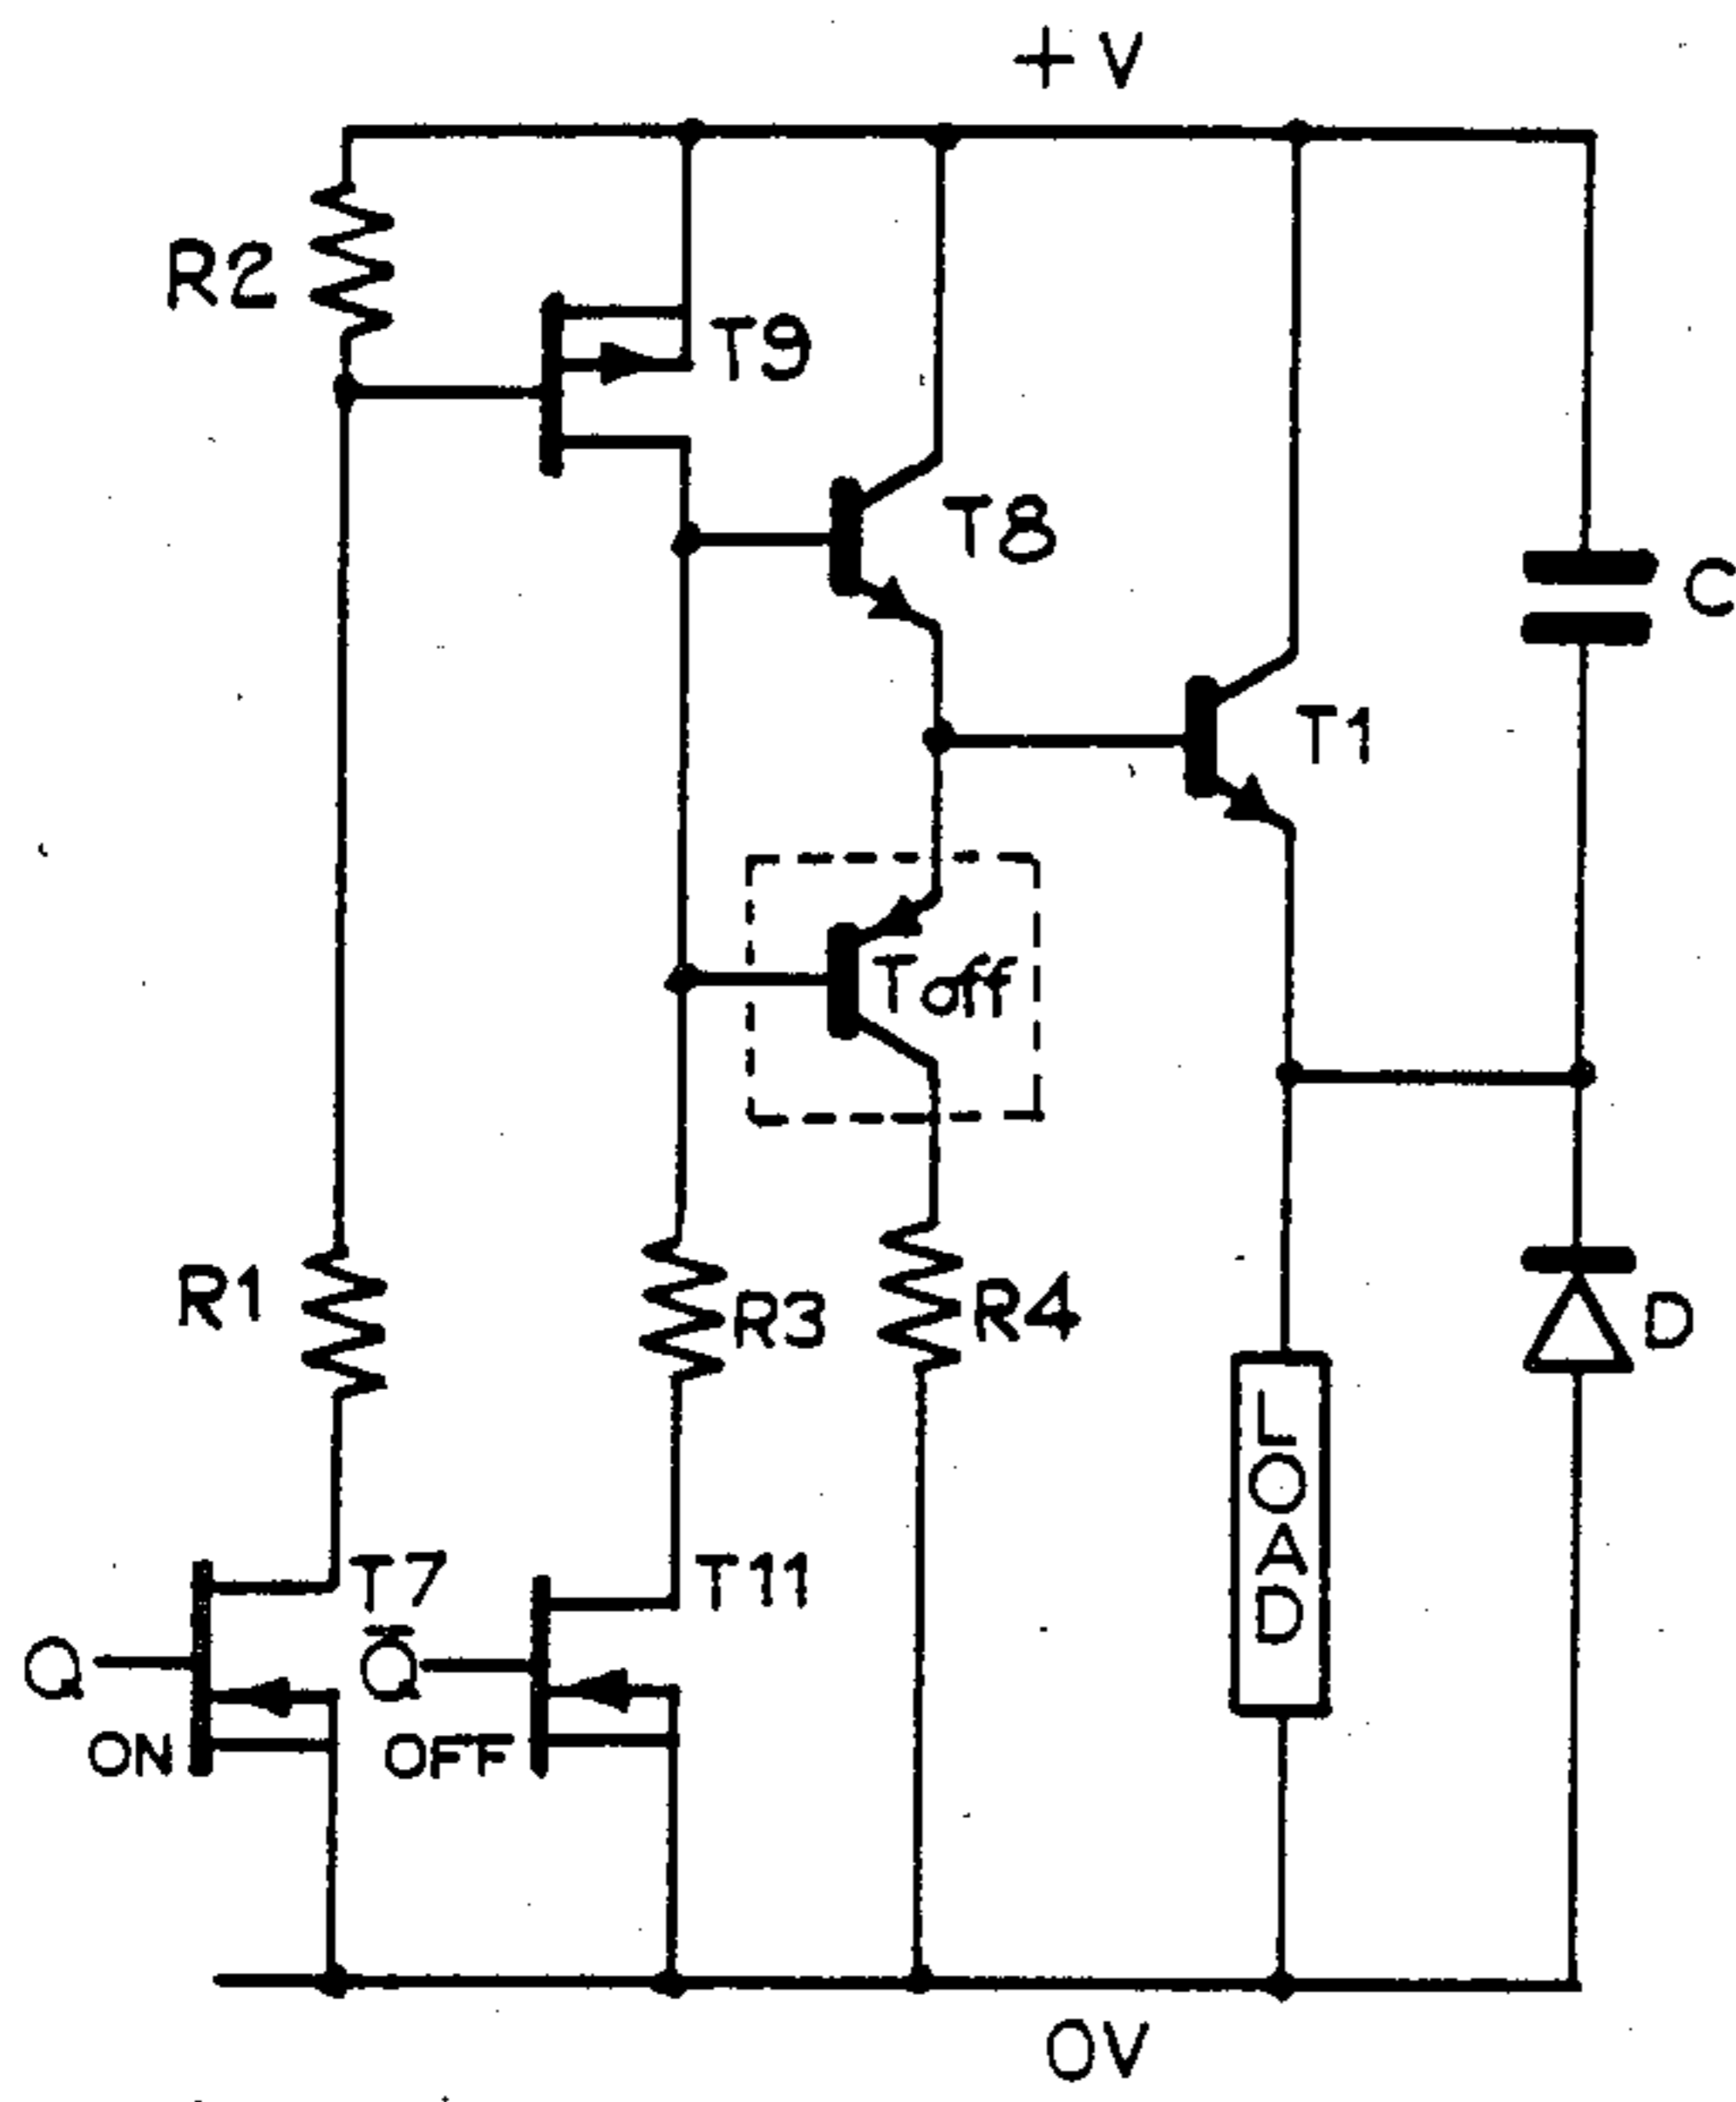 +V
R2
T9
T8
C
T1
Toff
R1
R3
R4
D
LOAD
T7
T11
Q
Q̅
ON
OFF
0V